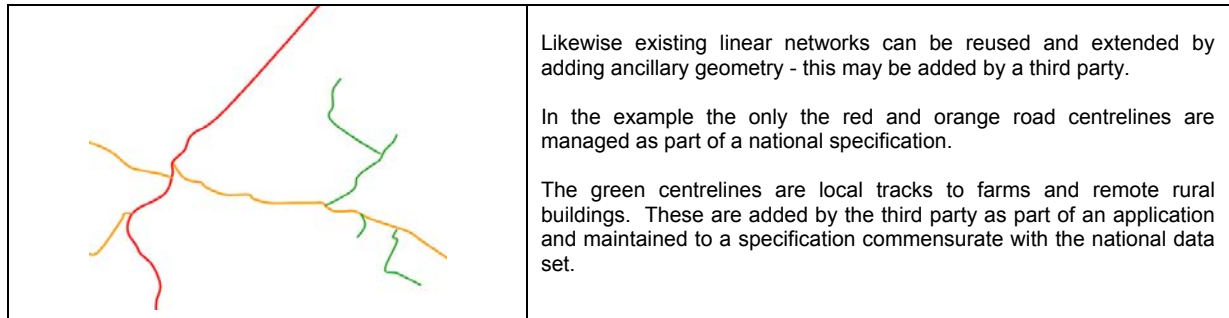 Likewise existing linear networks can be reused and extended by
adding ancillary geometry - this may be added by a third party.
In the example the only the red and orange road centrelines are
managed as part of a national specification.
The green centrelines are local tracks to farms and remote rural
buildings. These are added by the third party as part of an application
and maintained to a specification commensurate with the national data
set.